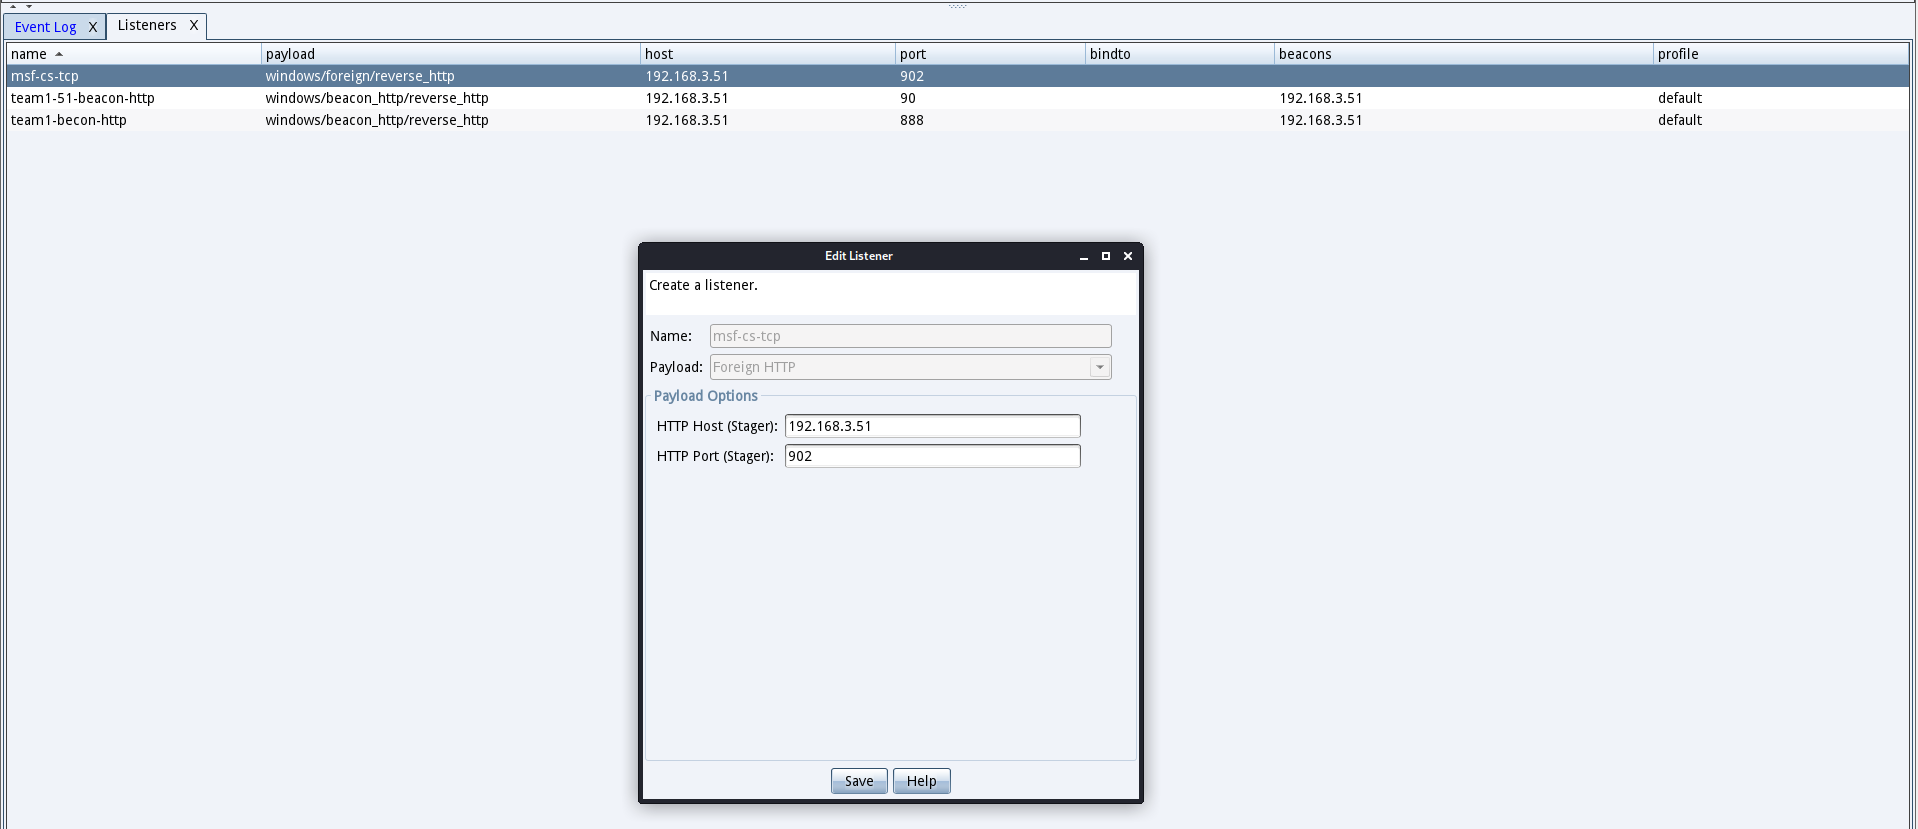 Event Log X Listeners X
name payload host port bindto beacons profile
msf-cs-tcp windows/foreign/reverse_http 192.168.3.51 902
team1-51-beacon-http windows/beacon_http/reverse_http 192.168.3.51 90 192.168.3.51 default
team1-becon-http windows/beacon_http/reverse_http 192.168.3.51 888 192.168.3.51 default
Edit Listener
Create a listener.
Name: msf-cs-tcp
Payload: Foreign HTTP
Payload Options
HTTP Host (Stager): 192.168.3.51
HTTP Port (Stager): 902
Save Help